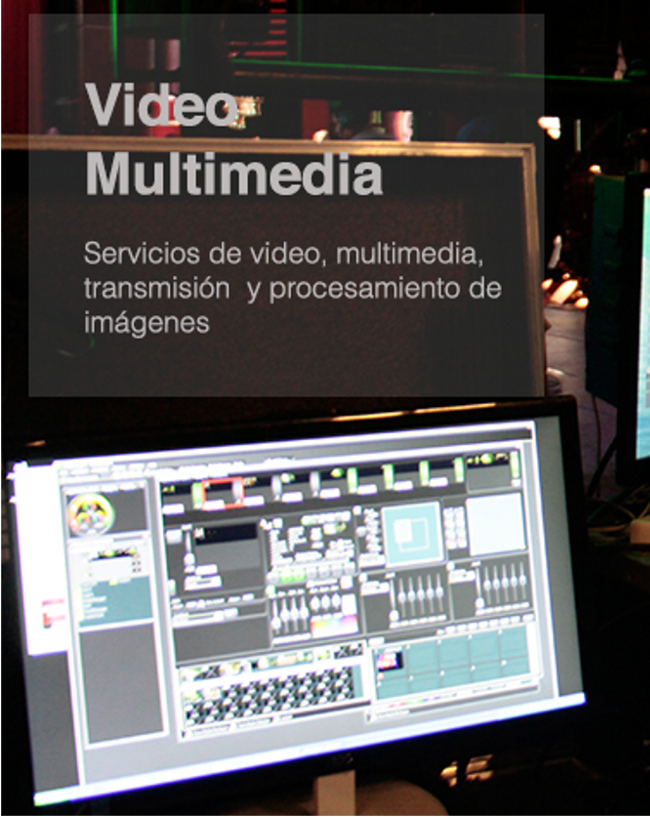 Video
Multimedia
Servicios de video, multimedia,
transmisión y procesamiento de
imágenes